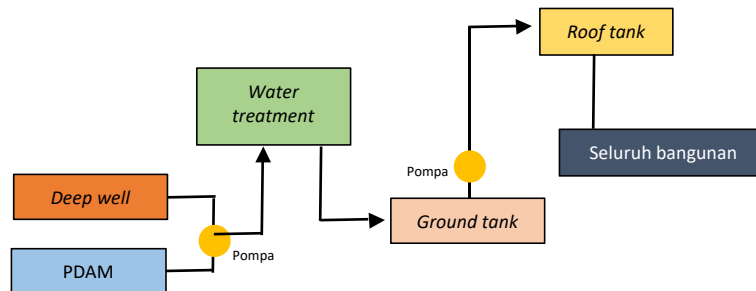 Roof tank
Water
treatment
Seluruh bangunan
Pompa
Deep well
Ground tank
PDAM
Pompa